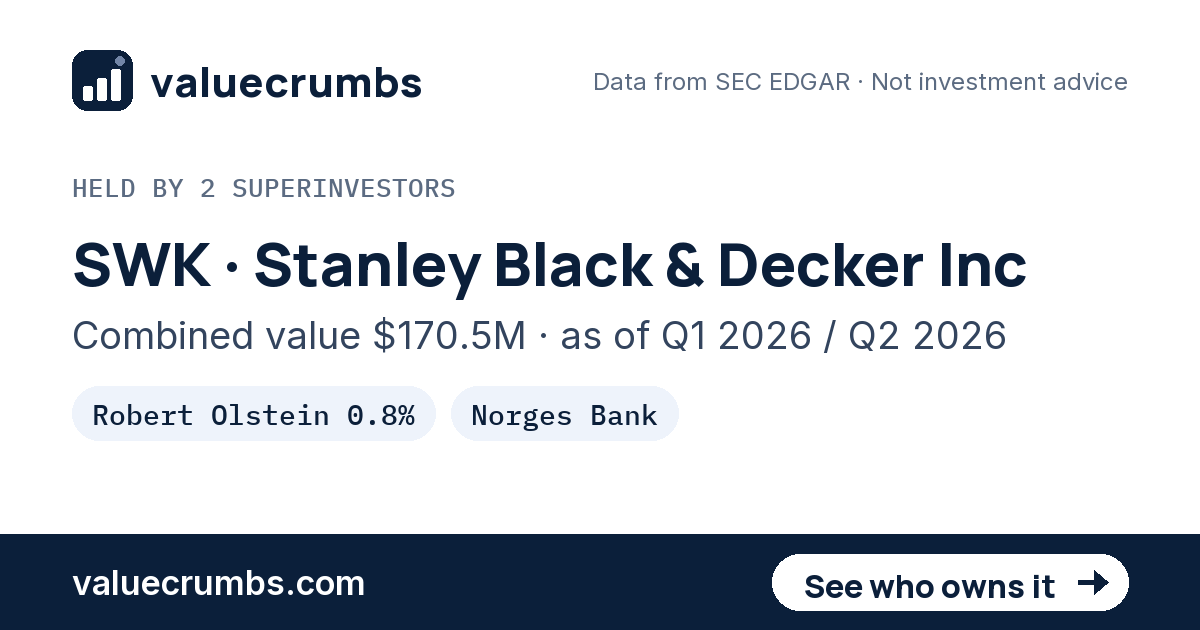 valuecrumbs
Data from SEC EDGAR · Not investment advice
HELD BY 2 SUPERINVESTORS
SWK · Stanley Black & Decker Inc
Combined value $170.5M · as of Q1 2026 / Q2 2026
Robert Olstein 0.8%
Norges Bank
valuecrumbs.com
See who owns it →